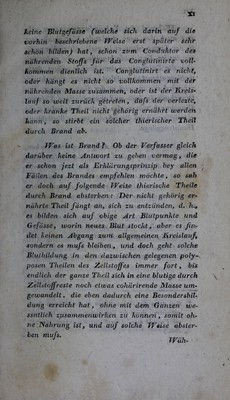 XI
keine Blutgefässe (welche sich darin auf die
vorhin beschriebene Weise erst später sehr
schön bilden) hat, schon zum Conduktor des
nährenden Stoffs für das Conglutinirte voll-
kommen dienlich ist. Conglutinirt es nicht,
oder hängt es nicht so vollkommen mit der
nährenden Masse zusammen, oder ist der Kreis-
lauf so weit zurück getreten, daſs der verlezte,
oder kranke Theil nicht gehörig ernährt werden
kann, so stirbt ein solcher thierischer Theil
durch Brand ab.
Was ist Brand? Ob der Verfasser gleich
darüber keine Antwort zu geben vermag, die
er schon jezt als Erklärungsprinzip bey allen
Fällen des Brandes empfehlen möchte, so sah
er doch auf folgende Weise thierische Theile
durch Brand absterben: Der nicht gehörig er-
nährte Theil fängt an, sich zu entzünden, d. h.
es bilden sich auf obige Art Blutpunkte und
Gefässe, worin neues Blut stockt, aber es fin-
det keinen Abgang zum allgemeinen Kreislauf,
sondern es muſs bleiben, und doch geht solche
Blutbildung in den dazwischen gelegenen poly-
posen Theilen des Zellstoffes immer fort, bis
endlich der ganze Theil sich in eine blutige durch
Zellstoffreste noch etwas cohärirende Masse um-
gewandelt, die eben dadurch eine Besondersbil-
dung erreicht hat, ohne mit dem Ganzen we-
sentlich zusammenwirken zu können, somit oh-
ne Nahrung ist, und auf solche Weise abster-
ben muſs.
Wäh-